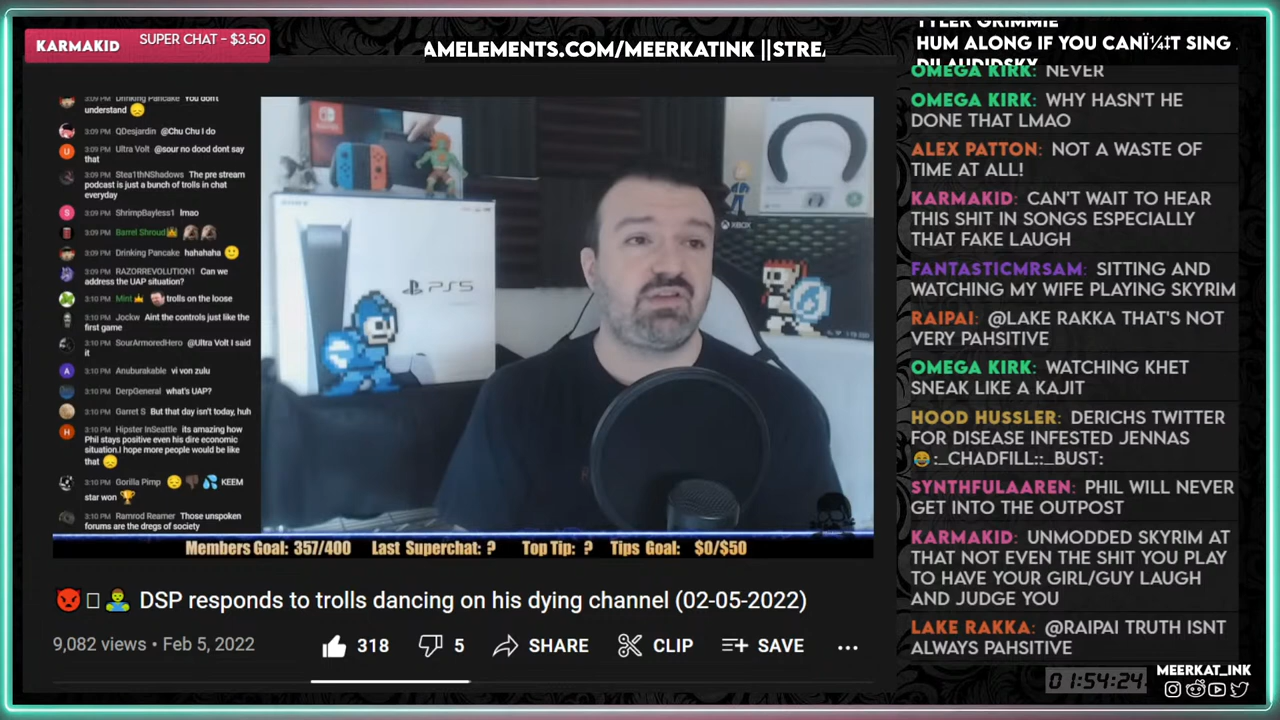 KARMAKID SUPER CHAT - $3.50
AMELEMENTS.COM/MEERKATINK ||STREA
TYLER GRIMMIE
HUM ALONG IF YOU CANÏ¼‡T SING
DILAUDIDSKY
3:09 PM Drinking Pancake You don't
understand
3:09 PM QDesjardin @Chu Chu I do
3:09 PM Ultra Volt @sour no dood dont say
that
3:09 PM Stea1thNShadows The pre stream
podcast is just a bunch of trolls in chat
everyday
3:09 PM ShrimpBayless1 lmao
3:09 PM Barrel Shroud
3:09 PM Drinking Pancake hahahaha
3:09 PM RAZORREVOLUTION1 Can we
address the UAP situation?
3:10 PM Mint trolls on the loose
3:10 PM Jockw Aint the controls just like the
first game
3:10 PM SourArmoredHero @Ultra Volt I said
it
3:10 PM Anuburakable vi von zulu
3:10 PM DerpGeneral what's UAP?
3:10 PM Garret S But that day isn't today, huh
3:10 PM Hipster InSeattle its amazing how
Phil stays positive even his dire economic
situation.I hope more people would be like
that
3:10 PM Gorilla Pimp KEEM
star won
3:10 PM Ramrod Reamer Those unspoken
forums are the dregs of society
PS5
XBOX
Members Goal: 357/400 Last Superchat: ? Top Tip: ? Tips Goal: $0/$50
DSP responds to trolls dancing on his dying channel (02-05-2022)
9,082 views • Feb 5, 2022 318 5 SHARE CLIP SAVE ...
OMEGA KIRK: NEVER
OMEGA KIRK: WHY HASN'T HE
DONE THAT LMAO
ALEX PATTON: NOT A WASTE OF
TIME AT ALL!
KARMAKID: CAN'T WAIT TO HEAR
THIS SHIT IN SONGS ESPECIALLY
THAT FAKE LAUGH
FANTASTICMRSAM: SITTING AND
WATCHING MY WIFE PLAYING SKYRIM
RAIPAI: @LAKE RAKKA THAT'S NOT
VERY PAHSITIVE
OMEGA KIRK: WATCHING KHET
SNEAK LIKE A KAJIT
HOOD HUSSLER: DERICHS TWITTER
FOR DISEASE INFESTED JENNAS
😂:_CHADFILL::_BUST:
SYNTHFULAAREN: PHIL WILL NEVER
GET INTO THE OUTPOST
KARMAKID: UNMODDED SKYRIM AT
THAT NOT EVEN THE SHIT YOU PLAY
TO HAVE YOUR GIRL/GUY LAUGH
AND JUDGE YOU
LAKE RAKKA: @RAIPAI TRUTH ISNT
ALWAYS PAHSITIVE
01:54:24
MEERKAT_INK